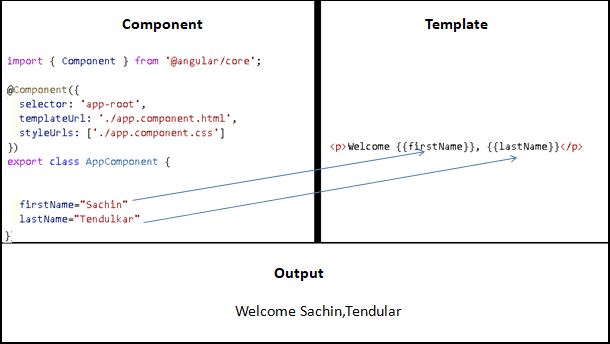 Component
import { Component } from '@angular/core';
@Component({
selector: 'app-root',
templateUrl: './app.component.html',
styleUrls: ['./app.component.css']
})
export class AppComponent {
firstName="Sachin"
lastName="Tendulkar"
}
Template
<p>Welcome {{firstName}}, {{lastName}}</p>
Output
Welcome Sachin,Tendular